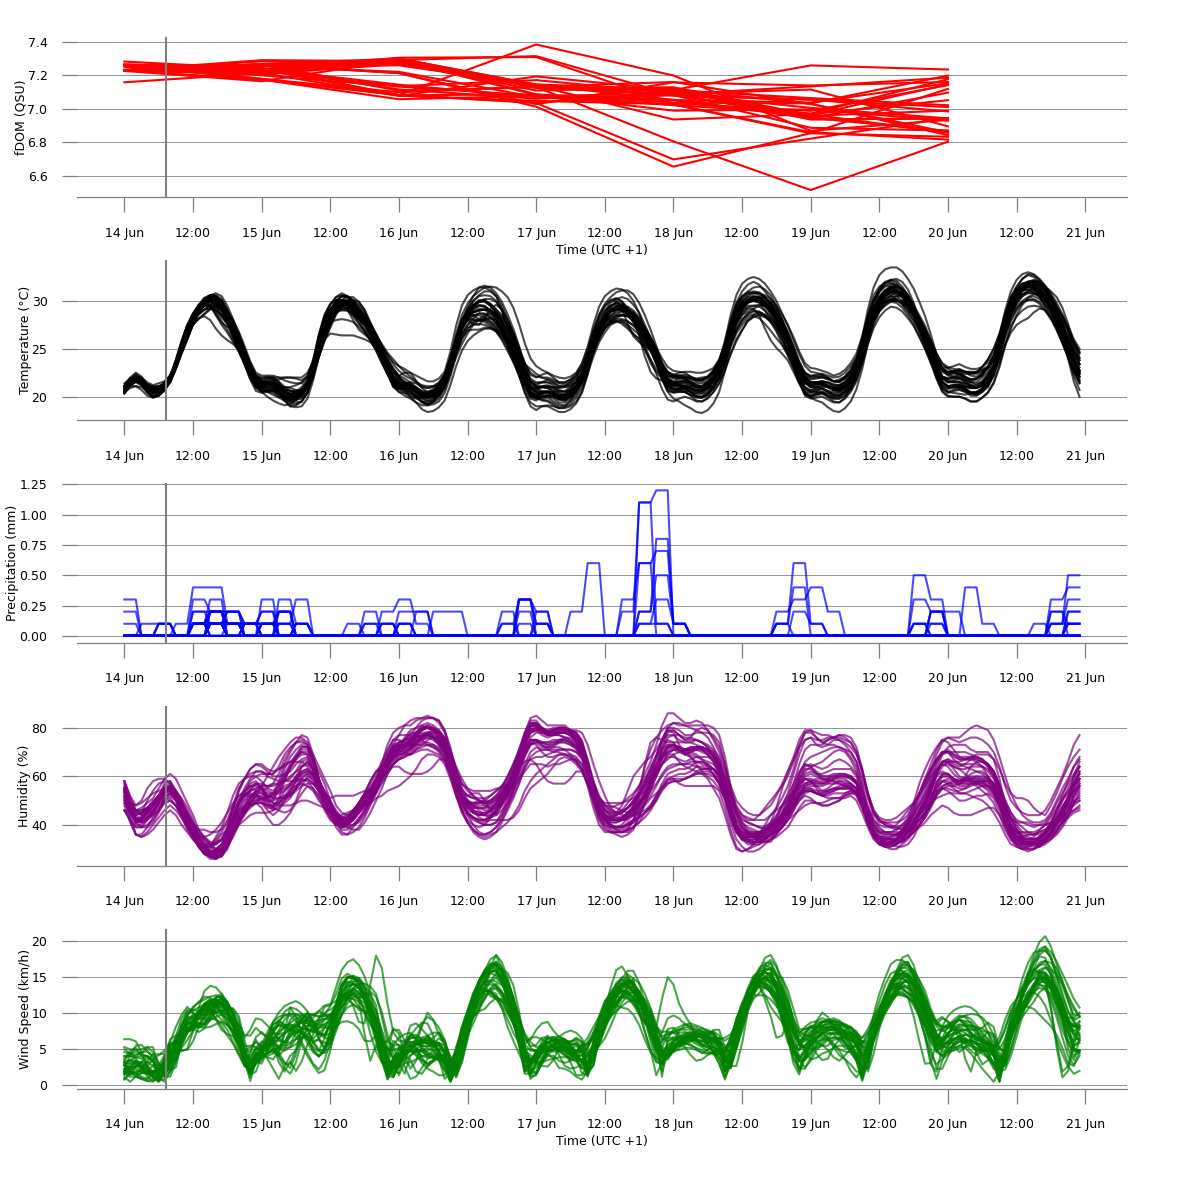 7.4
7.2
7.0
6.8
6.6
fDOM (QSU)
14 Jun 12:00 15 Jun 12:00 16 Jun 12:00 17 Jun 12:00 18 Jun 12:00 19 Jun 12:00 20 Jun 12:00 21 Jun
Time (UTC +1)
30
25
20
Temperature (°C)
14 Jun 12:00 15 Jun 12:00 16 Jun 12:00 17 Jun 12:00 18 Jun 12:00 19 Jun 12:00 20 Jun 12:00 21 Jun
1.25
1.00
0.75
0.50
0.25
0.00
Precipitation (mm)
14 Jun 12:00 15 Jun 12:00 16 Jun 12:00 17 Jun 12:00 18 Jun 12:00 19 Jun 12:00 20 Jun 12:00 21 Jun
80
60
40
Humidity (%)
14 Jun 12:00 15 Jun 12:00 16 Jun 12:00 17 Jun 12:00 18 Jun 12:00 19 Jun 12:00 20 Jun 12:00 21 Jun
20
15
10
5
0
Wind Speed (km/h)
14 Jun 12:00 15 Jun 12:00 16 Jun 12:00 17 Jun 12:00 18 Jun 12:00 19 Jun 12:00 20 Jun 12:00 21 Jun
Time (UTC +1)